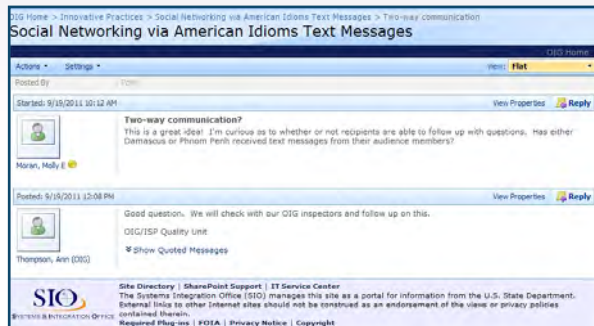 OIG Home > Innovative Practices > Social Networking via American Idioms Text Messages > Two-way communication
Social Networking via American Idioms Text Messages
OIG Home
Actions Settings View: Flat
Posted By Post
Started: 9/19/2011 10:12 AM View Properties Reply
Two-way communication?
This is a great idea! I'm curious as to whether or not recipients are able to follow up with questions. Has either
Damascus or Phnom Penh received text messages from their audience members?
Moran, Molly E
Posted: 9/19/2011 12:08 PM View Properties Reply
Good question. We will check with our OIG inspectors and follow up on this.
OIG/ISP Quality Unit
Show Quoted Messages
Thompson, Ann (OIG)
SIO
SYSTEMS & INTEGRATION OFFICE
Site Directory | SharePoint Support | IT Service Center
The Systems Integration Office (SIO) manages this site as a portal for information from the U.S. State Department.
External links to other Internet sites should not be construed as an endorsement of the views or privacy policies
contained therein.
Required Plug-ins | FOIA | Privacy Notice | Copyright